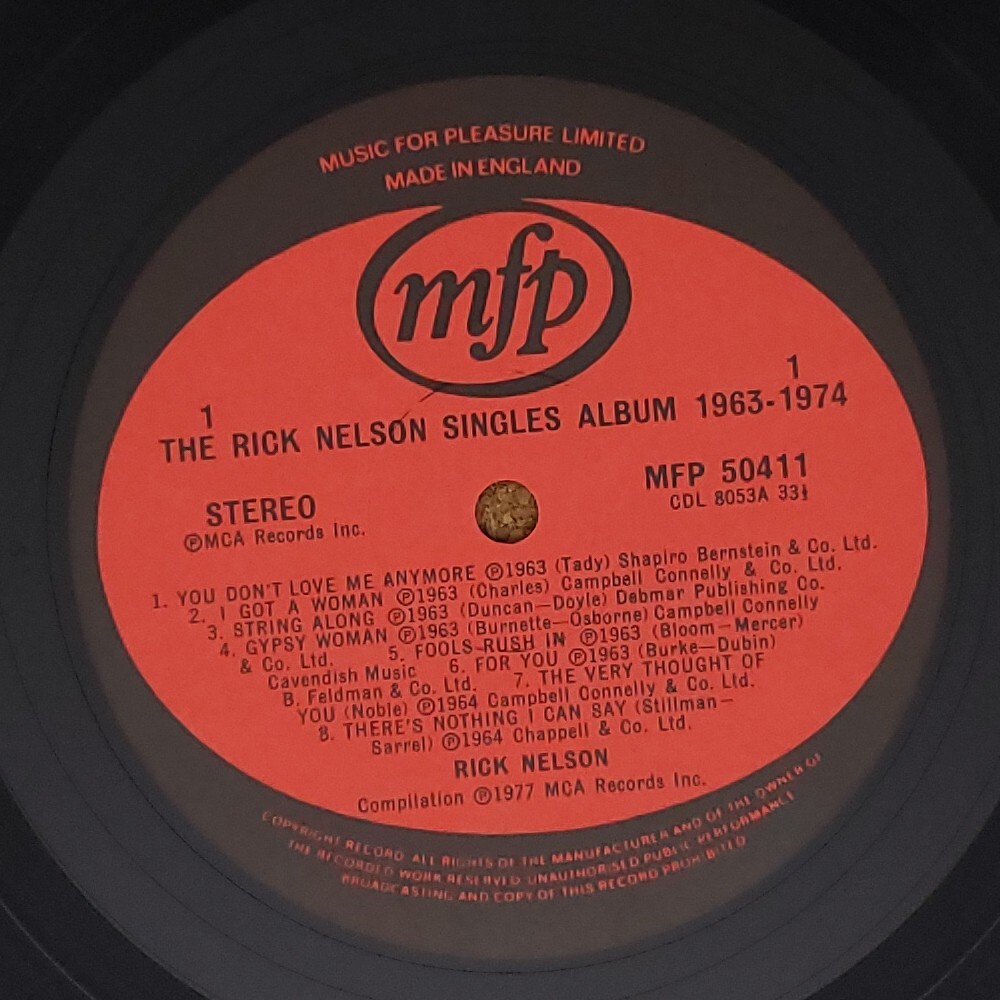 MUSIC FOR PLEASURE LIMITED
MADE IN ENGLAND
mfp
1 1
THE RICK NELSON SINGLES ALBUM 1963-1974
STEREO MFP 50411
℗MCA Records Inc. CDL 8053A 33⅓
1. YOU DON'T LOVE ME ANYMORE ℗1963 (Tady) Shapiro Bernstein & Co. Ltd.
2. I GOT A WOMAN ℗1963 (Charles) Campbell Connelly & Co. Ltd.
3. STRING ALONG ℗1963 (Duncan—Doyle) Debmar Publishing Co.
4. GYPSY WOMAN ℗1963 (Burnette—Osborne) Campbell Connelly
& Co. Ltd. 5. FOOLS RUSH IN ℗1963 (Bloom—Mercer)
Cavendish Music 6. FOR YOU ℗1963 (Burke—Dubin)
B. Feldman & Co. Ltd. 7. THE VERY THOUGHT OF
YOU (Noble) ℗1964 Campbell Connelly & Co. Ltd.
8. THERE'S NOTHING I CAN SAY (Stillman—
Sarrel) ℗1964 Chappell & Co. Ltd.
RICK NELSON
Compilation ℗1977 MCA Records Inc.
COPYRIGHT RECORD ALL RIGHTS OF THE MANUFACTURER AND OF THE OWNER OF
THE RECORDED WORK RESERVED UNAUTHORISED PUBLIC PERFORMANCE
BROADCASTING AND COPY OF THIS RECORD PROHIBITED